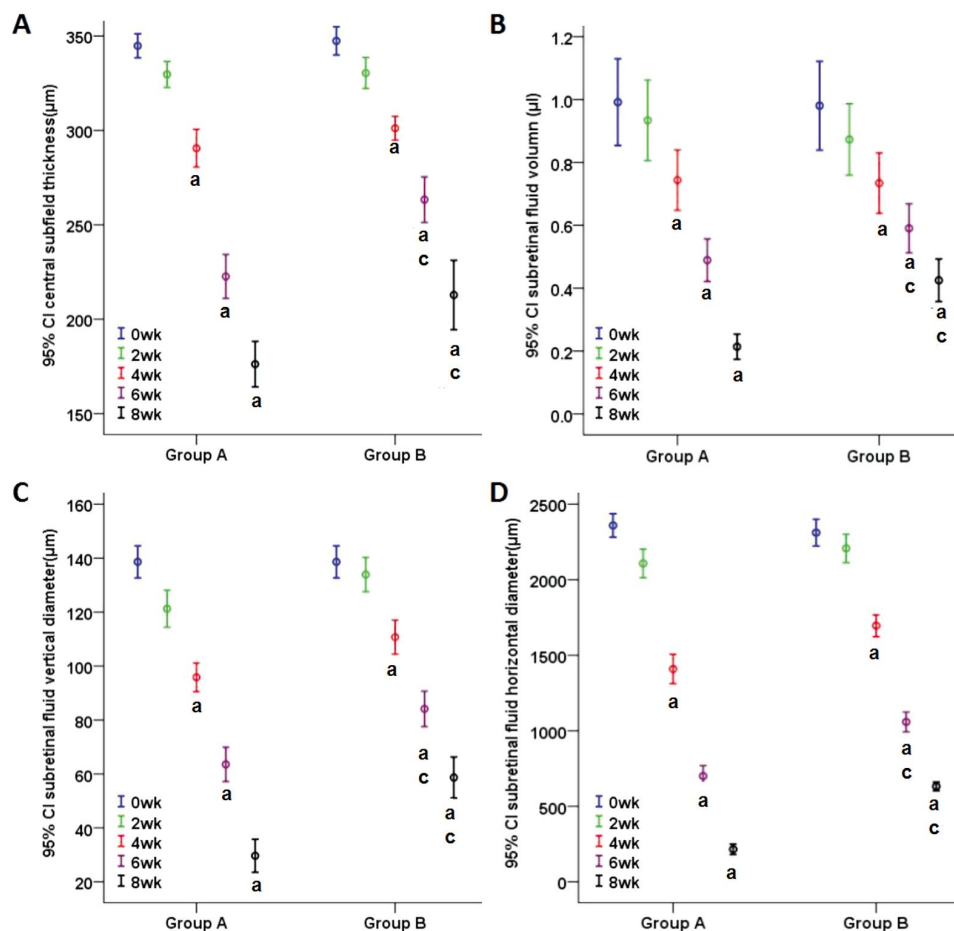 A
95% CI central subfield thickness(µm)
350
300
250
200
150
a
a
a
a
a
c
a
c
0wk
2wk
4wk
6wk
8wk
Group A
Group B
B
95% CI subretinal fluid volumn (µl)
1.2
1.0
0.8
0.6
0.4
0.2
0.0
a
a
a
a
a
c
a
c
0wk
2wk
4wk
6wk
8wk
Group A
Group B
C
95% CI subretinal fluid vertical diameter(µm)
160
140
120
100
80
60
40
20
a
a
a
a
a
c
a
c
0wk
2wk
4wk
6wk
8wk
Group A
Group B
D
95% CI subretinal fluid horizontal diameter(µm)
2500
2000
1500
1000
500
0
a
a
a
a
a
c
a
c
0wk
2wk
4wk
6wk
8wk
Group A
Group B